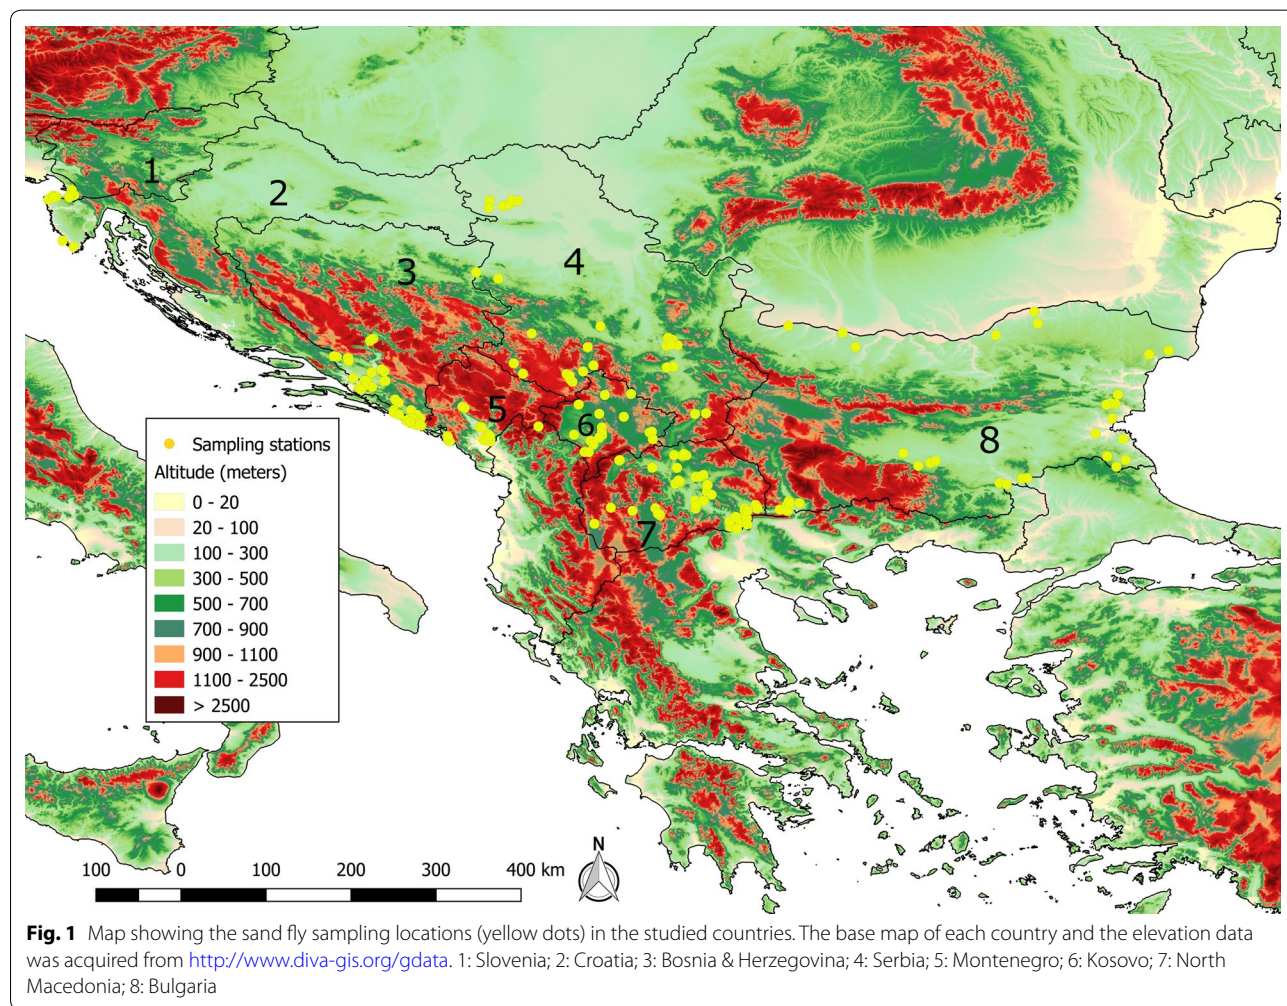 1
2
3
4
5
6
7
8
Sampling stations
Altitude (meters)
0 - 20
20 - 100
100 - 300
300 - 500
500 - 700
700 - 900
900 - 1100
1100 - 2500
> 2500
100 0 100 200 300 400 km
N
Fig. 1 Map showing the sand fly sampling locations (yellow dots) in the studied countries. The base map of each country and the elevation data
was acquired from http://www.diva-gis.org/gdata. 1: Slovenia; 2: Croatia; 3: Bosnia & Herzegovina; 4: Serbia; 5: Montenegro; 6: Kosovo; 7: North
Macedonia; 8: Bulgaria